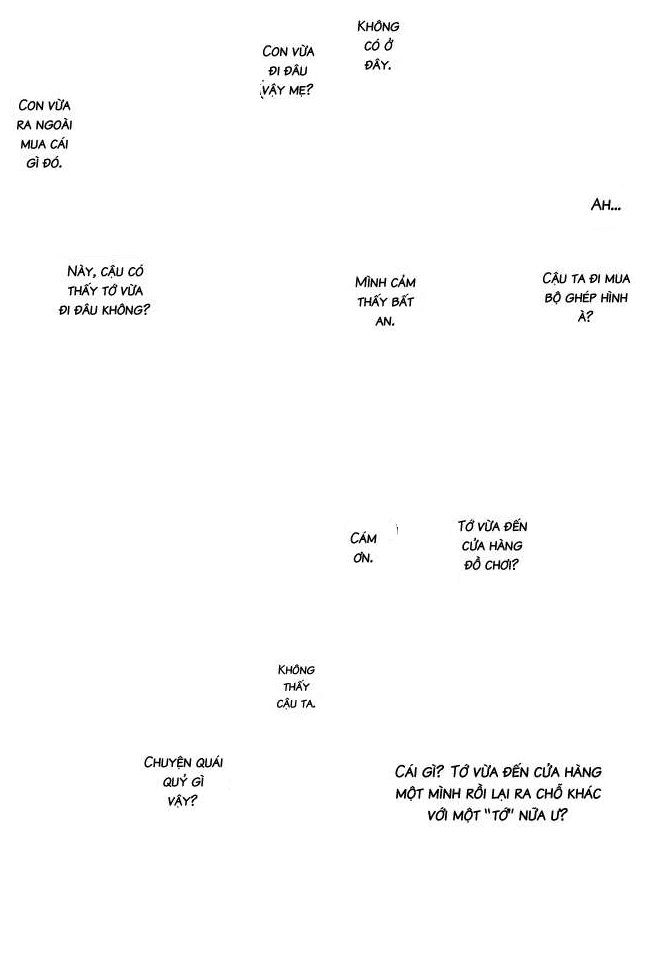 KHÔNG
CÓ Ở
ĐÂY.
CON VỪA
ĐI ĐÂU
VẬY MẸ?
CON VỪA
RA NGOÀI
MUA CÁI
GÌ ĐÓ.
AH...
CẬU TA ĐI MUA
BỘ GHÉP HÌNH
À?
MÌNH CẢM
THẤY BẤT
AN.
NÀY, CẬU CÓ
THẤY TỚ VỪA
ĐI ĐÂU KHÔNG?
TỚ VỪA ĐẾN
CỬA HÀNG
ĐỒ CHƠI?
CÁM
ƠN.
KHÔNG
THẤY
CẬU TA.
CÁI GÌ? TỚ VỪA ĐẾN CỬA HÀNG
MỘT MÌNH RỒI LẠI RA CHỖ KHÁC
VỚI MỘT "TỚ" NỮA Ư?
CHUYỆN QUÁI
QUỶ GÌ
VẬY?